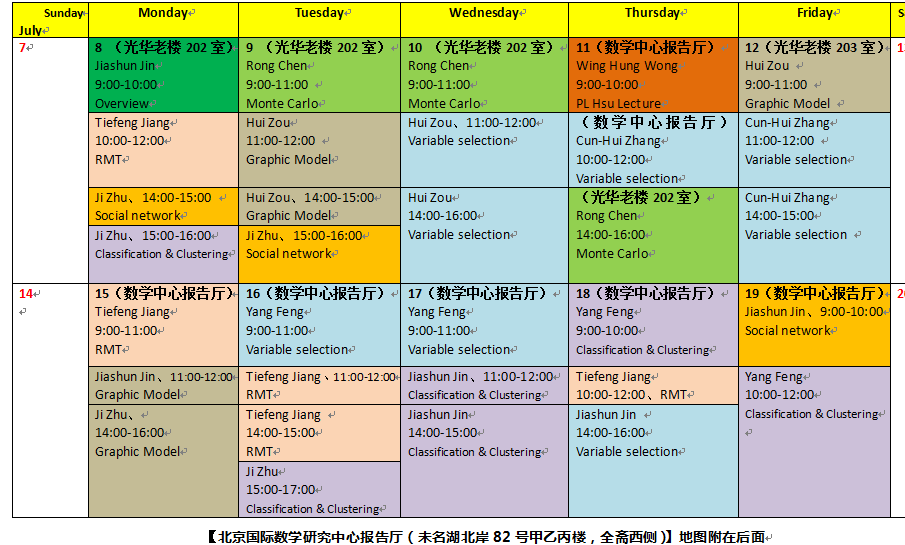 Sunday
July
Monday
Tuesday
Wednesday
Thursday
Friday
7
8 （光华老楼 202 室）
Jiashun Jin
9:00-10:00
Overview
9 （光华老楼 202 室）
Rong Chen
9:00-11:00
Monte Carlo
10 （光华老楼 202 室）
Rong Chen
9:00-11:00
Monte Carlo
11（数学中心报告厅）
Wing Hung Wong
9:00-10:00
PL Hsu Lecture
12（光华老楼 203 室）
Hui Zou
9:00-11:00
Graphic Model
Tiefeng Jiang
10:00-12:00
RMT
Hui Zou
11:00-12:00
Graphic Model
Hui Zou、11:00-12:00
Variable selection
（数学中心报告厅）
Cun-Hui Zhang
10:00-12:00
Variable selection
Cun-Hui Zhang
11:00-12:00
Variable selection
Ji Zhu、14:00-15:00
Social network
Hui Zou、14:00-15:00
Graphic Model
Hui Zou
14:00-16:00
Variable selection
（光华老楼 202 室）
Rong Chen
14:00-16:00
Monte Carlo
Cun-Hui Zhang
14:00-15:00
Variable selection
Ji Zhu、15:00-16:00
Classification & Clustering
Ji Zhu、15:00-16:00
Social network
14
15（数学中心报告厅）
Tiefeng Jiang
9:00-11:00
RMT
16（数学中心报告厅）
Yang Feng
9:00-11:00
Variable selection
17（数学中心报告厅）
Yang Feng
9:00-11:00
Variable selection
18（数学中心报告厅）
Yang Feng
9:00-10:00
Classification & Clustering
19（数学中心报告厅）
Jiashun Jin、9:00-10:00
Social network
Jiashun Jin、11:00-12:00
Graphic Model
Tiefeng Jiang、11:00-12:00
RMT
Jiashun Jin、11:00-12:00
Classification & Clustering
Tiefeng Jiang
10:00-12:00、RMT
Yang Feng
10:00-12:00
Classification & Clustering
Ji Zhu、
14:00-16:00
Graphic Model
Tiefeng Jiang
14:00-15:00
RMT
Jiashun Jin
14:00-16:00
Classification & Clustering
Jiashun Jin
14:00-16:00
Variable selection
Ji Zhu
15:00-17:00
Classification & Clustering
【北京国际数学研究中心报告厅（未名湖北岸 82 号甲乙丙楼，全斋西侧）】地图附在后面